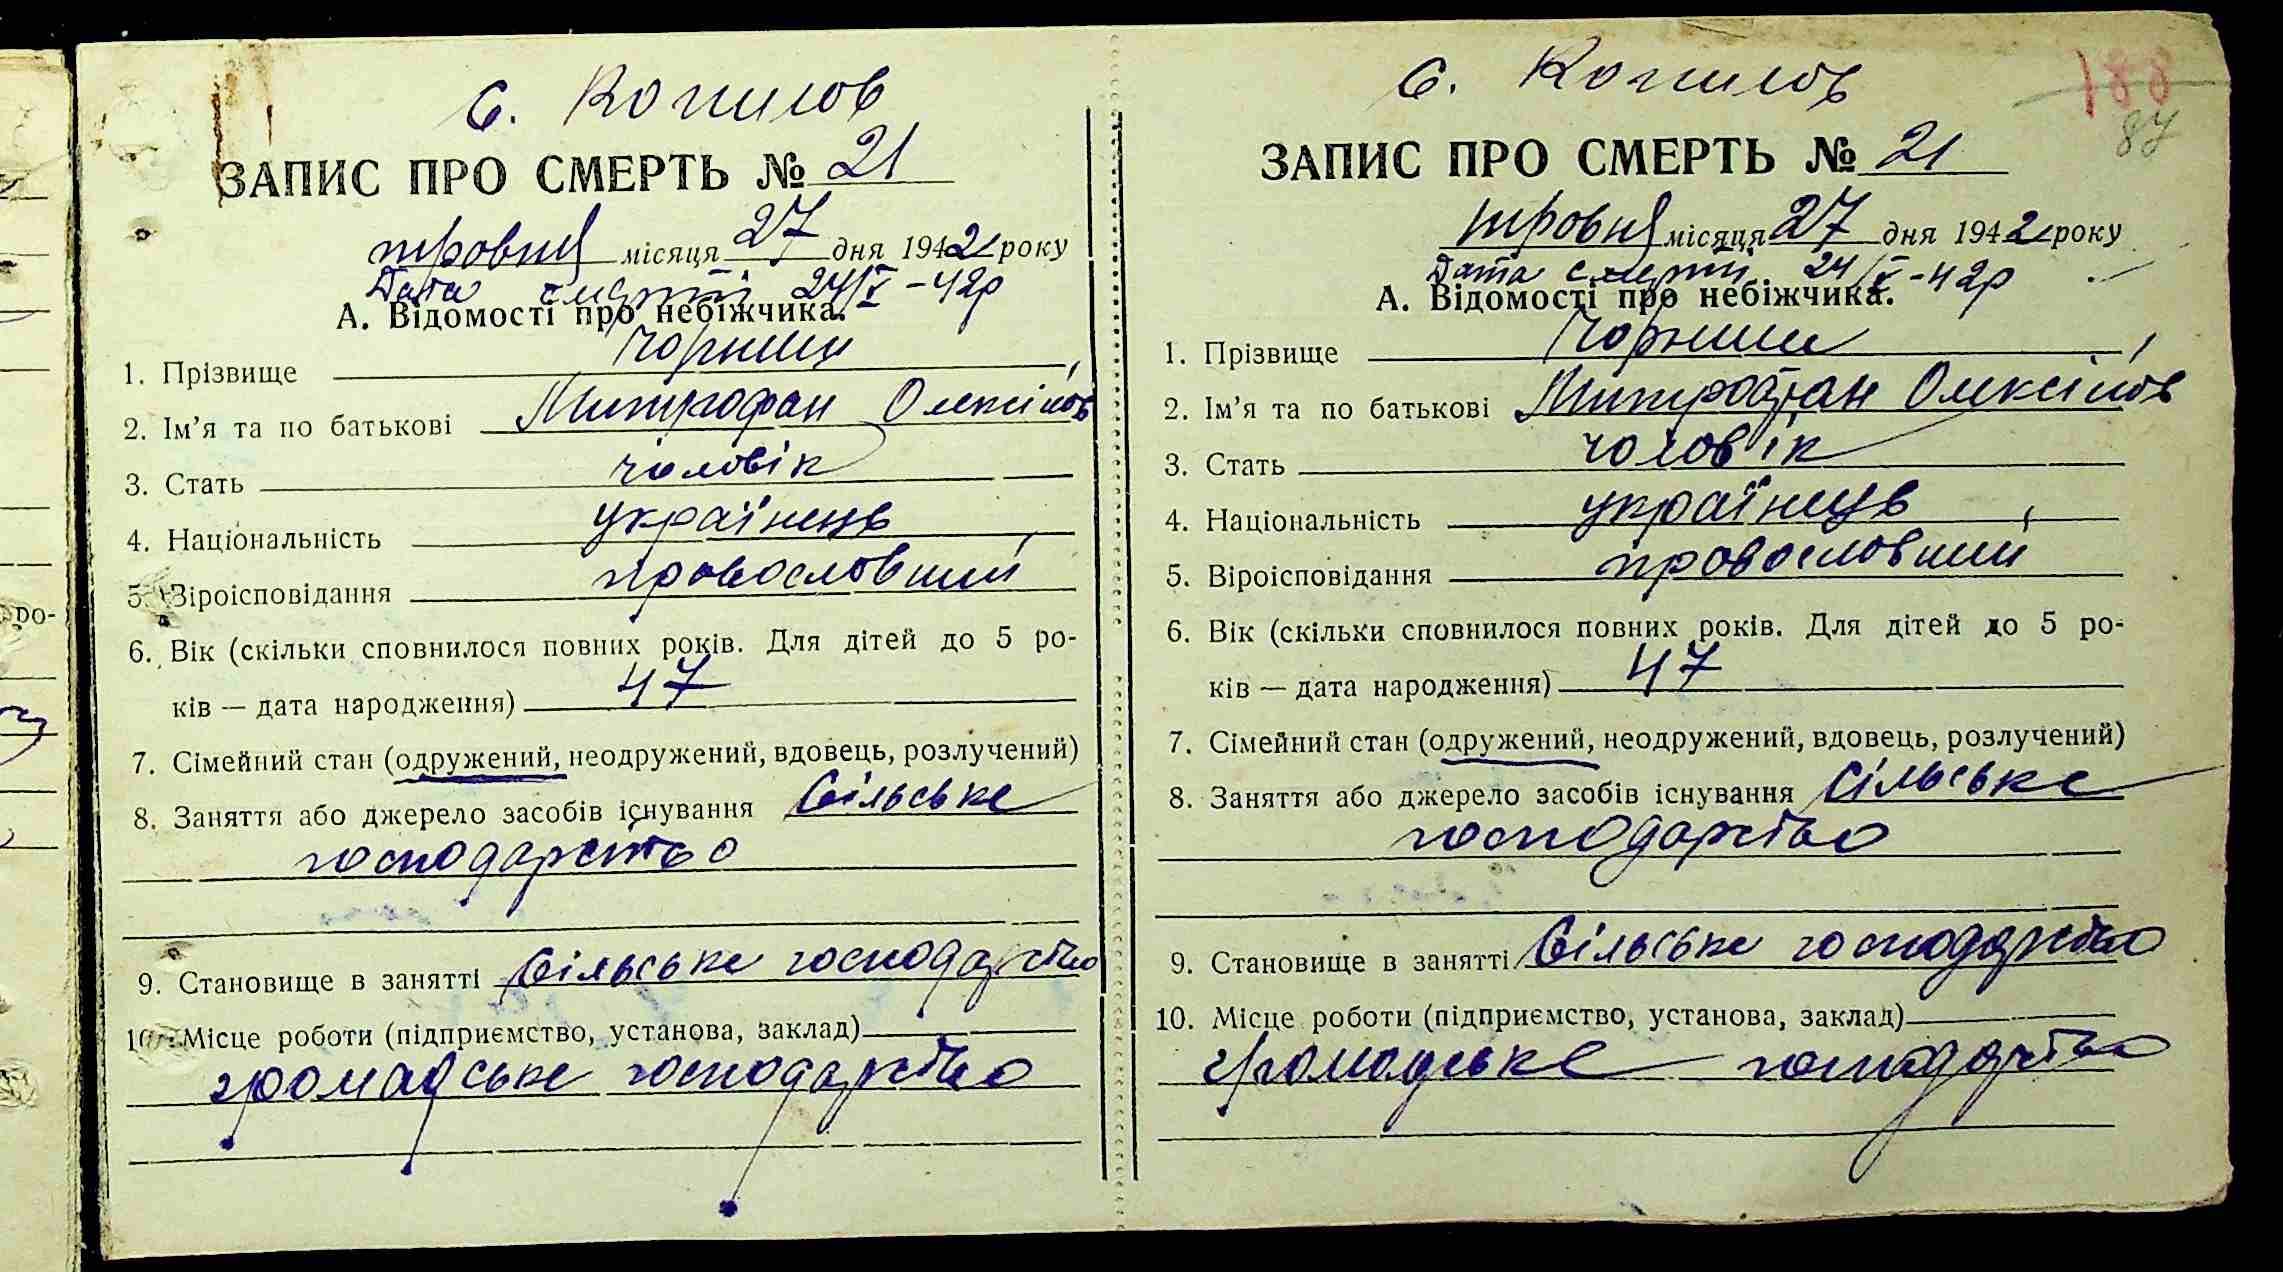 с. Копилов
ЗАПИС ПРО СМЕРТЬ № 21
травня місяця 27 дня 1942 року
Дата смерті 24/V-42р
А. Відомості про небіжчика.
1. Прізвище Чорниш
2. Ім'я та по батькові Митрофан Олексійов
3. Стать чоловік
4. Національність українець
5. Віроісповідання провословний
6. Вік (скільки сповнилося повних років. Для дітей до 5 ро-
ків — дата народження) 47
7. Сімейний стан (одружений, неодружений, вдовець, розлучений)
8. Заняття або джерело засобів існування Сільське
господарство
9. Становище в занятті Сільське господарство
10. Місце роботи (підприємство, установа, заклад)
громадське господарство
188
87
с. Копилов
ЗАПИС ПРО СМЕРТЬ № 21
травня місяця 27 дня 1942 року
Дата смерти 24/V-42р
А. Відомості про небіжчика.
1. Прізвище Чорниш
2. Ім'я та по батькові Митрофан Олексійов
3. Стать чоловік
4. Національність українець
5. Віроісповідання провословний
6. Вік (скільки сповнилося повних років. Для дітей до 5 ро-
ків — дата народження) 47
7. Сімейний стан (одружений, неодружений, вдовець, розлучений)
8. Заняття або джерело засобів існування Сільське
господарство
9. Становище в занятті Сільське господарство
10. Місце роботи (підприємство, установа, заклад)
громадське господарство
ро-